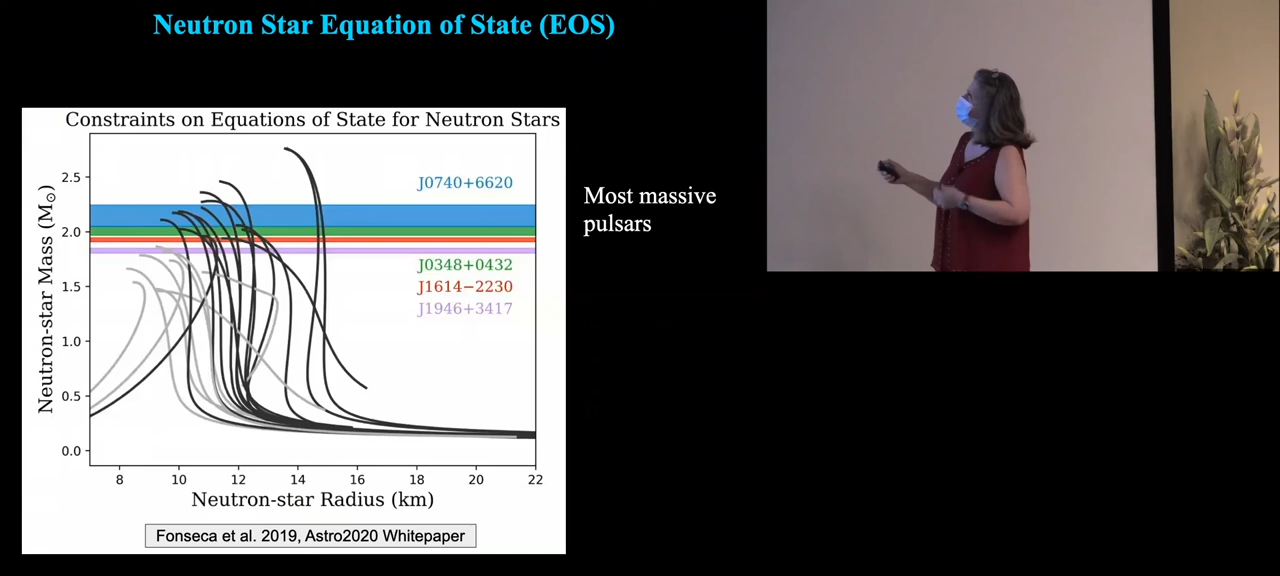 Neutron Star Equation of State (EOS)
Constraints on Equations of State for Neutron Stars
Neutron-star Mass (M⊙)
2.5
2.0
1.5
1.0
0.5
0.0
J0740+6620
J0348+0432
J1614−2230
J1946+3417
8 10 12 14 16 18 20 22
Neutron-star Radius (km)
Fonseca et al. 2019, Astro2020 Whitepaper
Most massive
pulsars